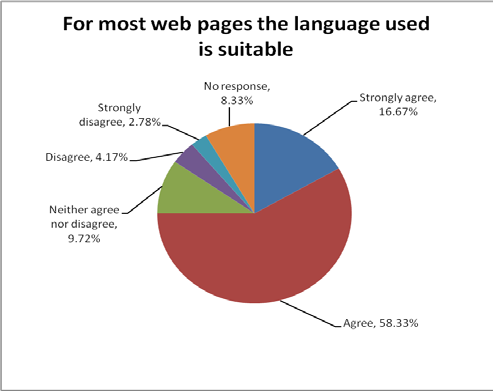 For most web pages the language used
is suitable
No response,
8.33%
Strongly agree,
16.67%
Strongly
disagree, 2.78%
Disagree, 4.17%
Neither agree
nor disagree,
9.72%
Agree, 58.33%